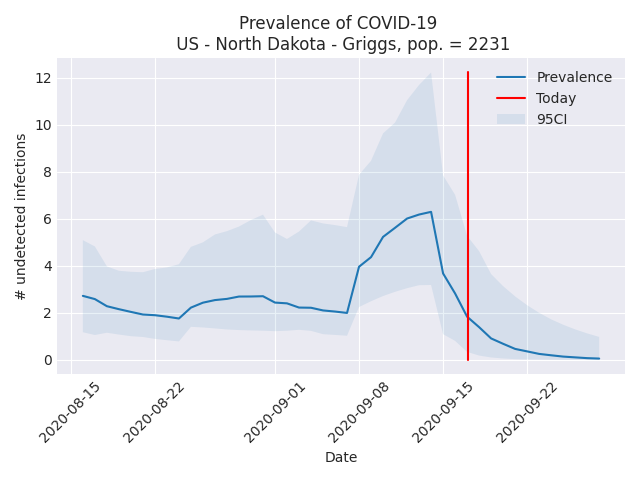 Prevalence of COVID-19
US - North Dakota - Griggs, pop. = 2231
# undetected infections
12
10
8
6
4
2
0
Prevalence
Today
95CI
2020-08-15
2020-08-22
2020-09-01
2020-09-08
2020-09-15
2020-09-22
Date